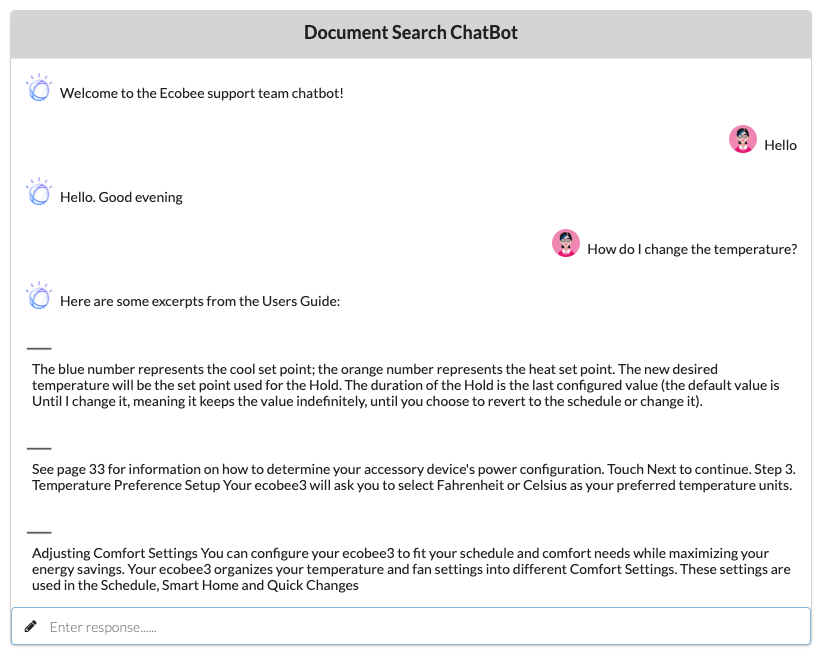 Document Search ChatBot
Welcome to the Ecobee support team chatbot!
Hello
Hello. Good evening
How do I change the temperature?
Here are some excerpts from the Users Guide:
The blue number represents the cool set point; the orange number represents the heat set point. The new desired
temperature will be the set point used for the Hold. The duration of the Hold is the last configured value (the default value is
Until I change it, meaning it keeps the value indefinitely, until you choose to revert to the schedule or change it).
See page 33 for information on how to determine your accessory device's power configuration. Touch Next to continue. Step 3.
Temperature Preference Setup Your ecobee3 will ask you to select Fahrenheit or Celsius as your preferred temperature units.
Adjusting Comfort Settings You can configure your ecobee3 to fit your schedule and comfort needs while maximizing your
energy savings. Your ecobee3 organizes your temperature and fan settings into different Comfort Settings. These settings are
used in the Schedule, Smart Home and Quick Changes
Enter response......